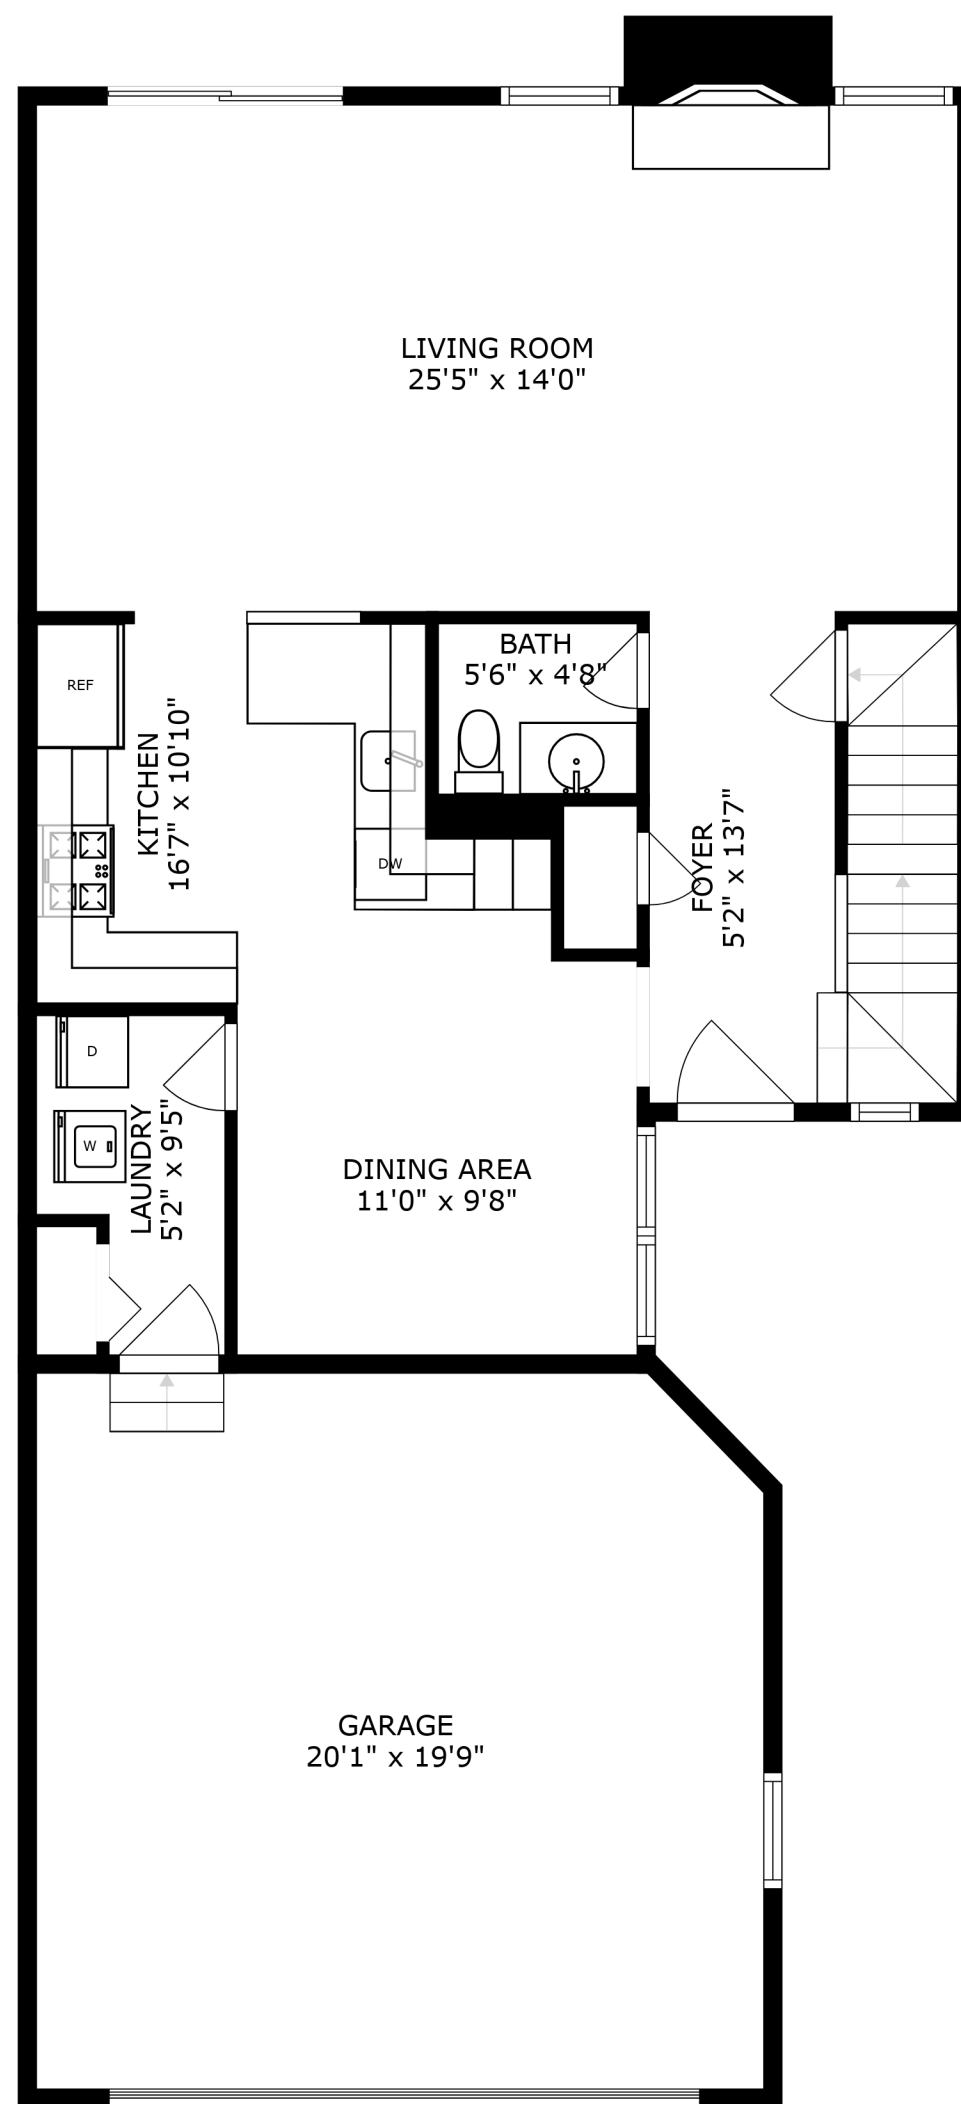 LIVING ROOM
25'5" x 14'0"
BATH
5'6" x 4'8"
REF
KITCHEN
16'7" x 10'10"
DW
FOYER
5'2" x 13'7"
D
W
LAUNDRY
5'2" x 9'5"
DINING AREA
11'0" x 9'8"
GARAGE
20'1" x 19'9"